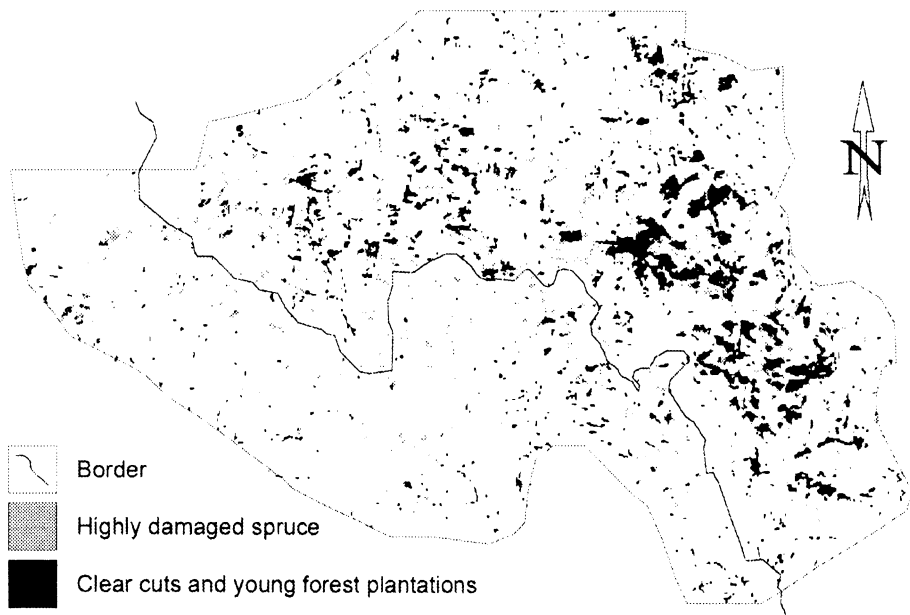 N
Border
Highly damaged spruce
Clear cuts and young forest plantations